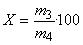 X = m₃/m₄ · 100